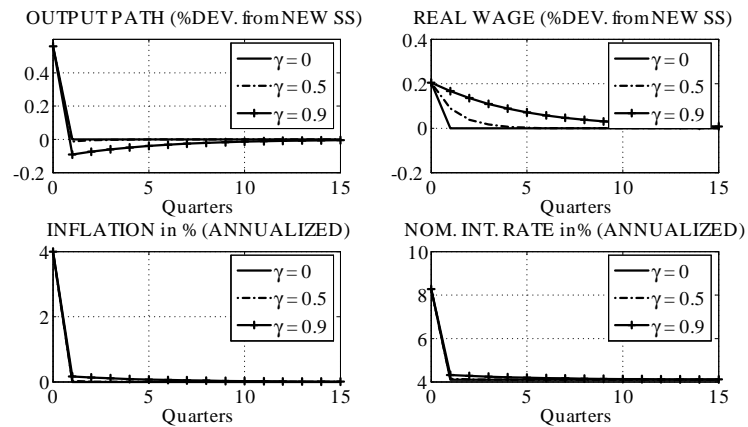 OUTPUT PATH (%DEV. from NEW SS)
0.4
0.2
0
-0.2
γ = 0
γ = 0.5
γ = 0.9
0
5
10
15
Quarters
REAL WAGE (%DEV. from NEW SS)
0.4
0.2
0
-0.2
γ = 0
γ = 0.5
γ = 0.9
0
5
10
15
Quarters
INFLATION in % (ANNUALIZED)
4
2
0
γ = 0
γ = 0.5
γ = 0.9
0
5
10
15
Quarters
NOM. INT. RATE in% (ANNUALIZED)
10
8
6
4
γ = 0
γ = 0.5
γ = 0.9
0
5
10
15
Quarters